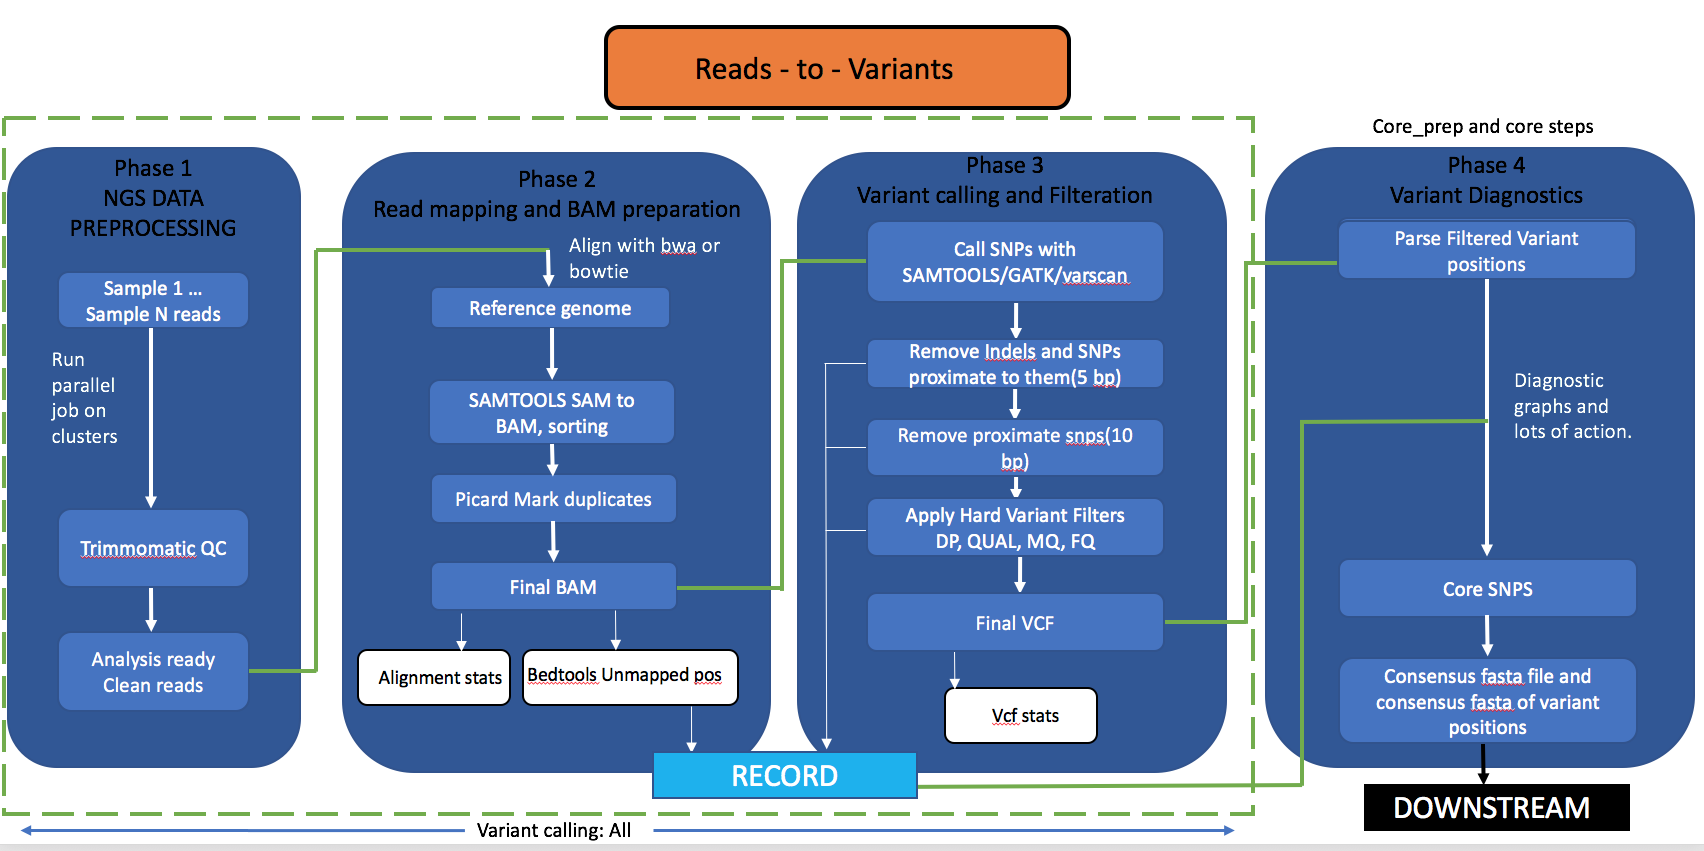 Reads - to - Variants
Core_prep and core steps
Phase 1
NGS DATA
PREPROCESSING
Sample 1 ...
Sample N reads
Run
parallel
job on
clusters
Trimmomatic QC
Analysis ready
Clean reads
Phase 2
Read mapping and BAM preparation
Align with bwa or
bowtie
Reference genome
SAMTOOLS SAM to
BAM, sorting
Picard Mark duplicates
Final BAM
Alignment stats
Bedtools Unmapped pos
Phase 3
Variant calling and Filteration
Call SNPs with
SAMTOOLS/GATK/varscan
Remove Indels and SNPs
proximate to them(5 bp)
Remove proximate snps(10
bp)
Apply Hard Variant Filters
DP, QUAL, MQ, FQ
Final VCF
Vcf stats
RECORD
Phase 4
Variant Diagnostics
Parse Filtered Variant
positions
Diagnostic
graphs and
lots of action.
Core SNPS
Consensus fasta file and
consensus fasta of variant
positions
DOWNSTREAM
Variant calling: All